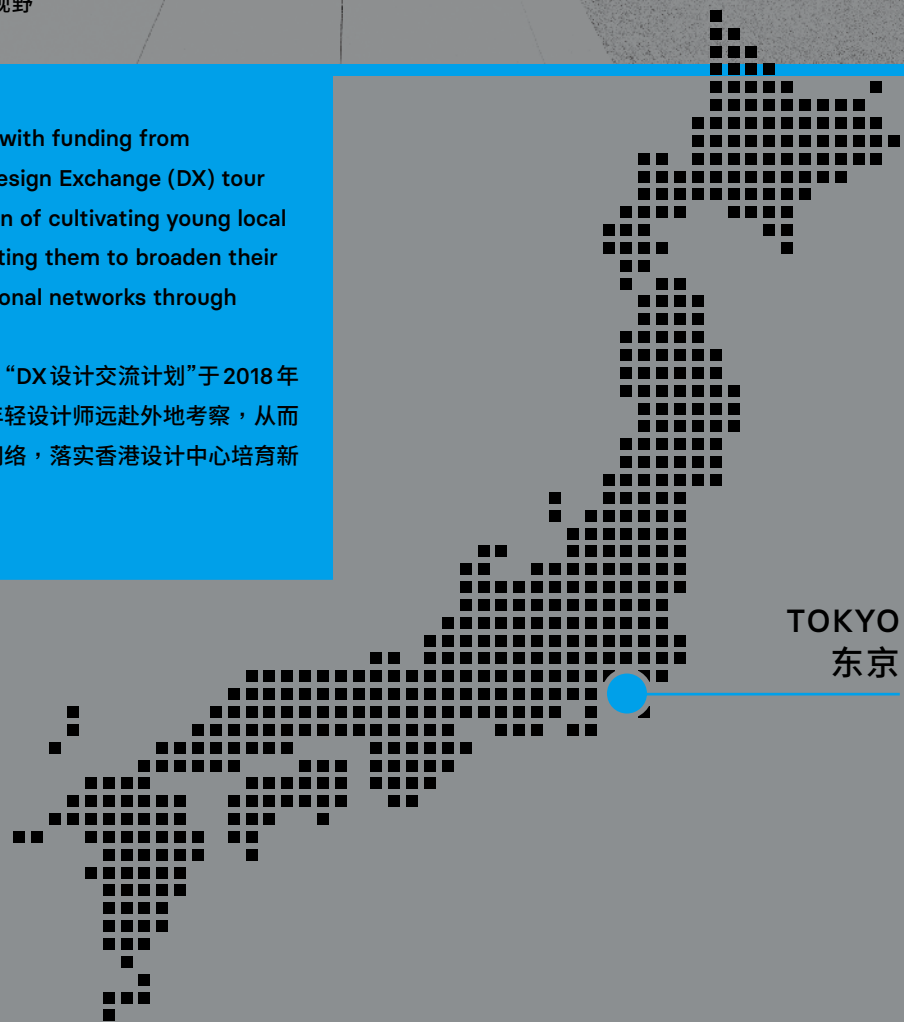 视野
with funding from
esign Exchange (DX) tour
n of cultivating young local
ting them to broaden their
onal networks through
“DX设计交流计划”于2018年
轻设计师远赴外地考察，从而
络，落实香港设计中心培育新
TOKYO
东京